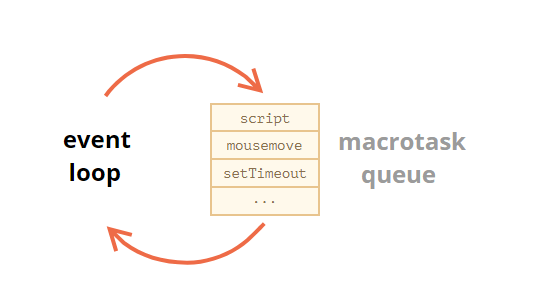 event
loop
script
mousemove
setTimeout
...
macrotask
queue